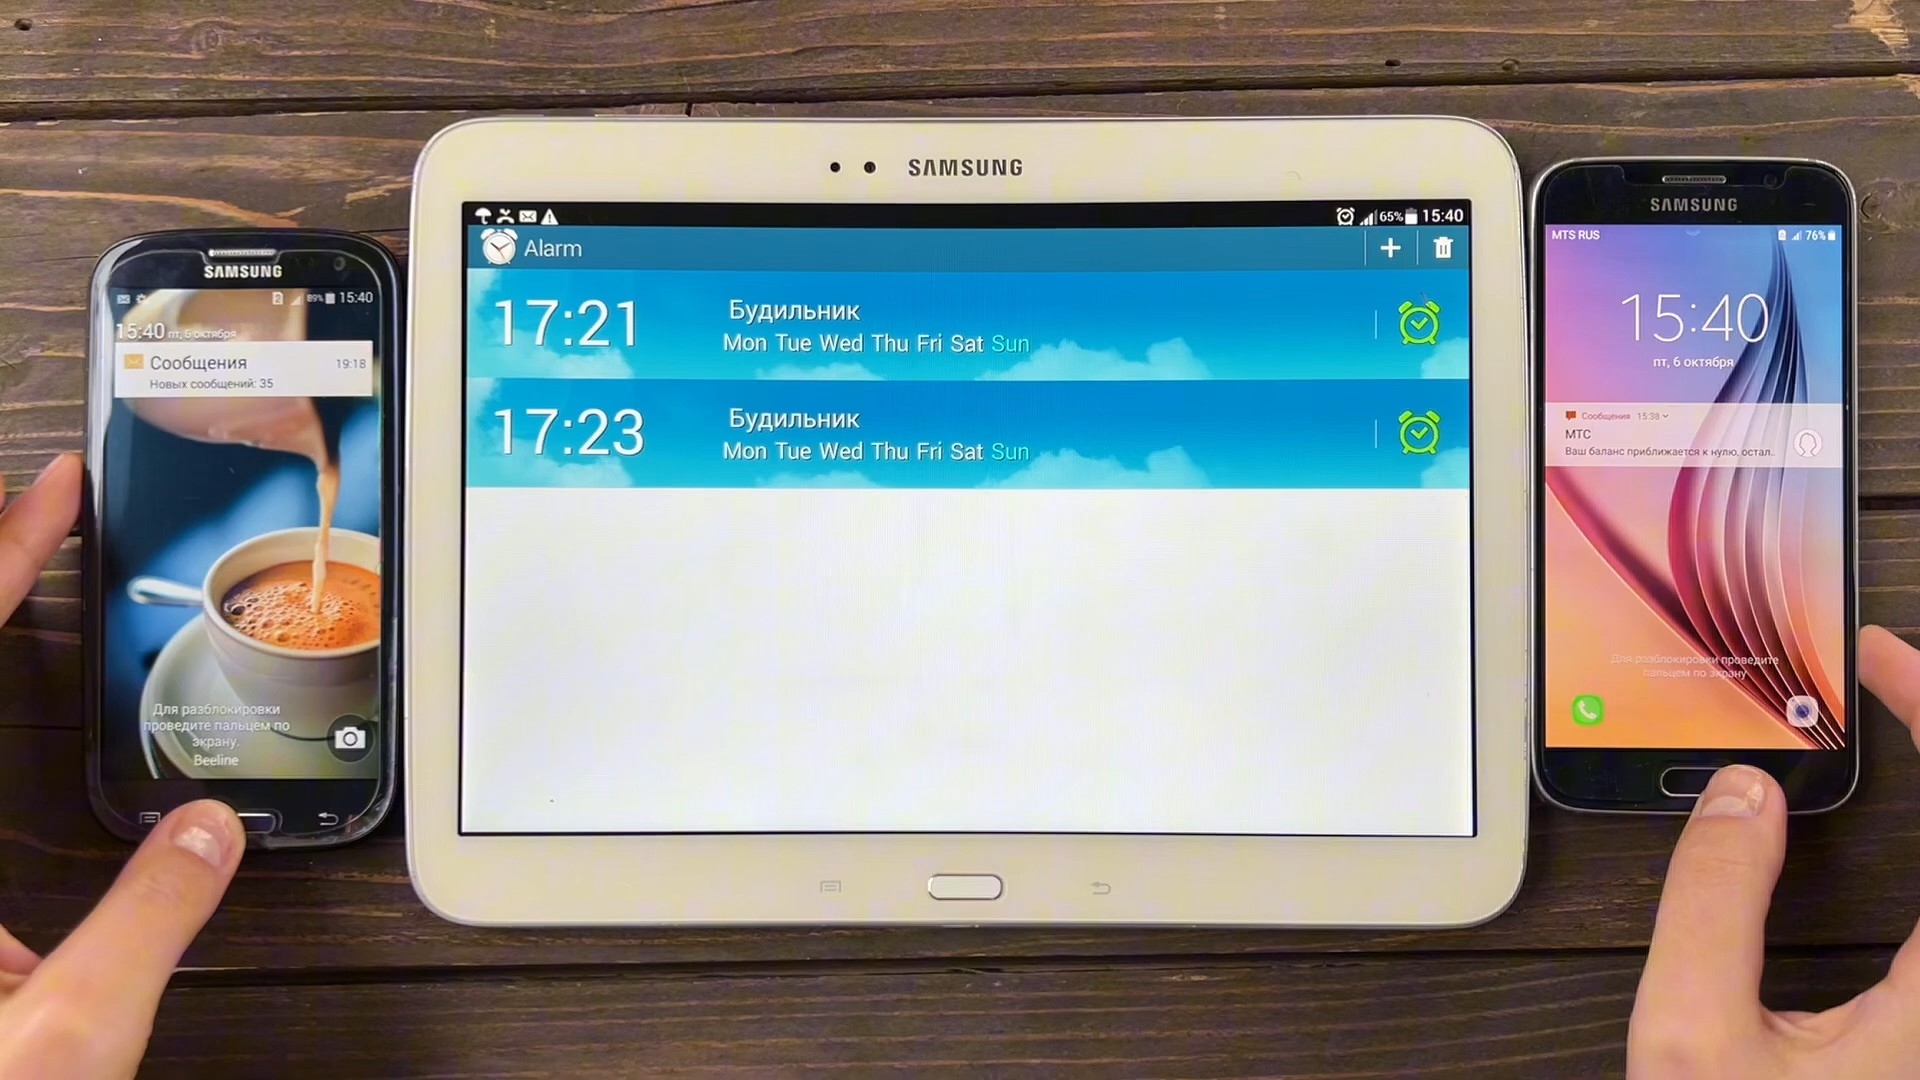 SAMSUNG
2 89% 15:40
15:40 пт, 6 октября
Сообщения 19:18
Новых сообщений: 35
Для разблокировки
проведите пальцем по
экрану.
Beeline
SAMSUNG
65% 15:40
Alarm
17:21 Будильник
Mon Tue Wed Thu Fri Sat Sun
17:23 Будильник
Mon Tue Wed Thu Fri Sat Sun
SAMSUNG
MTS RUS 76%
15:40
пт, 6 октября
Сообщения 15:38
МТС
Ваш баланс приближается к нулю, остал..
Для разблокировки проведите
пальцем по экрану